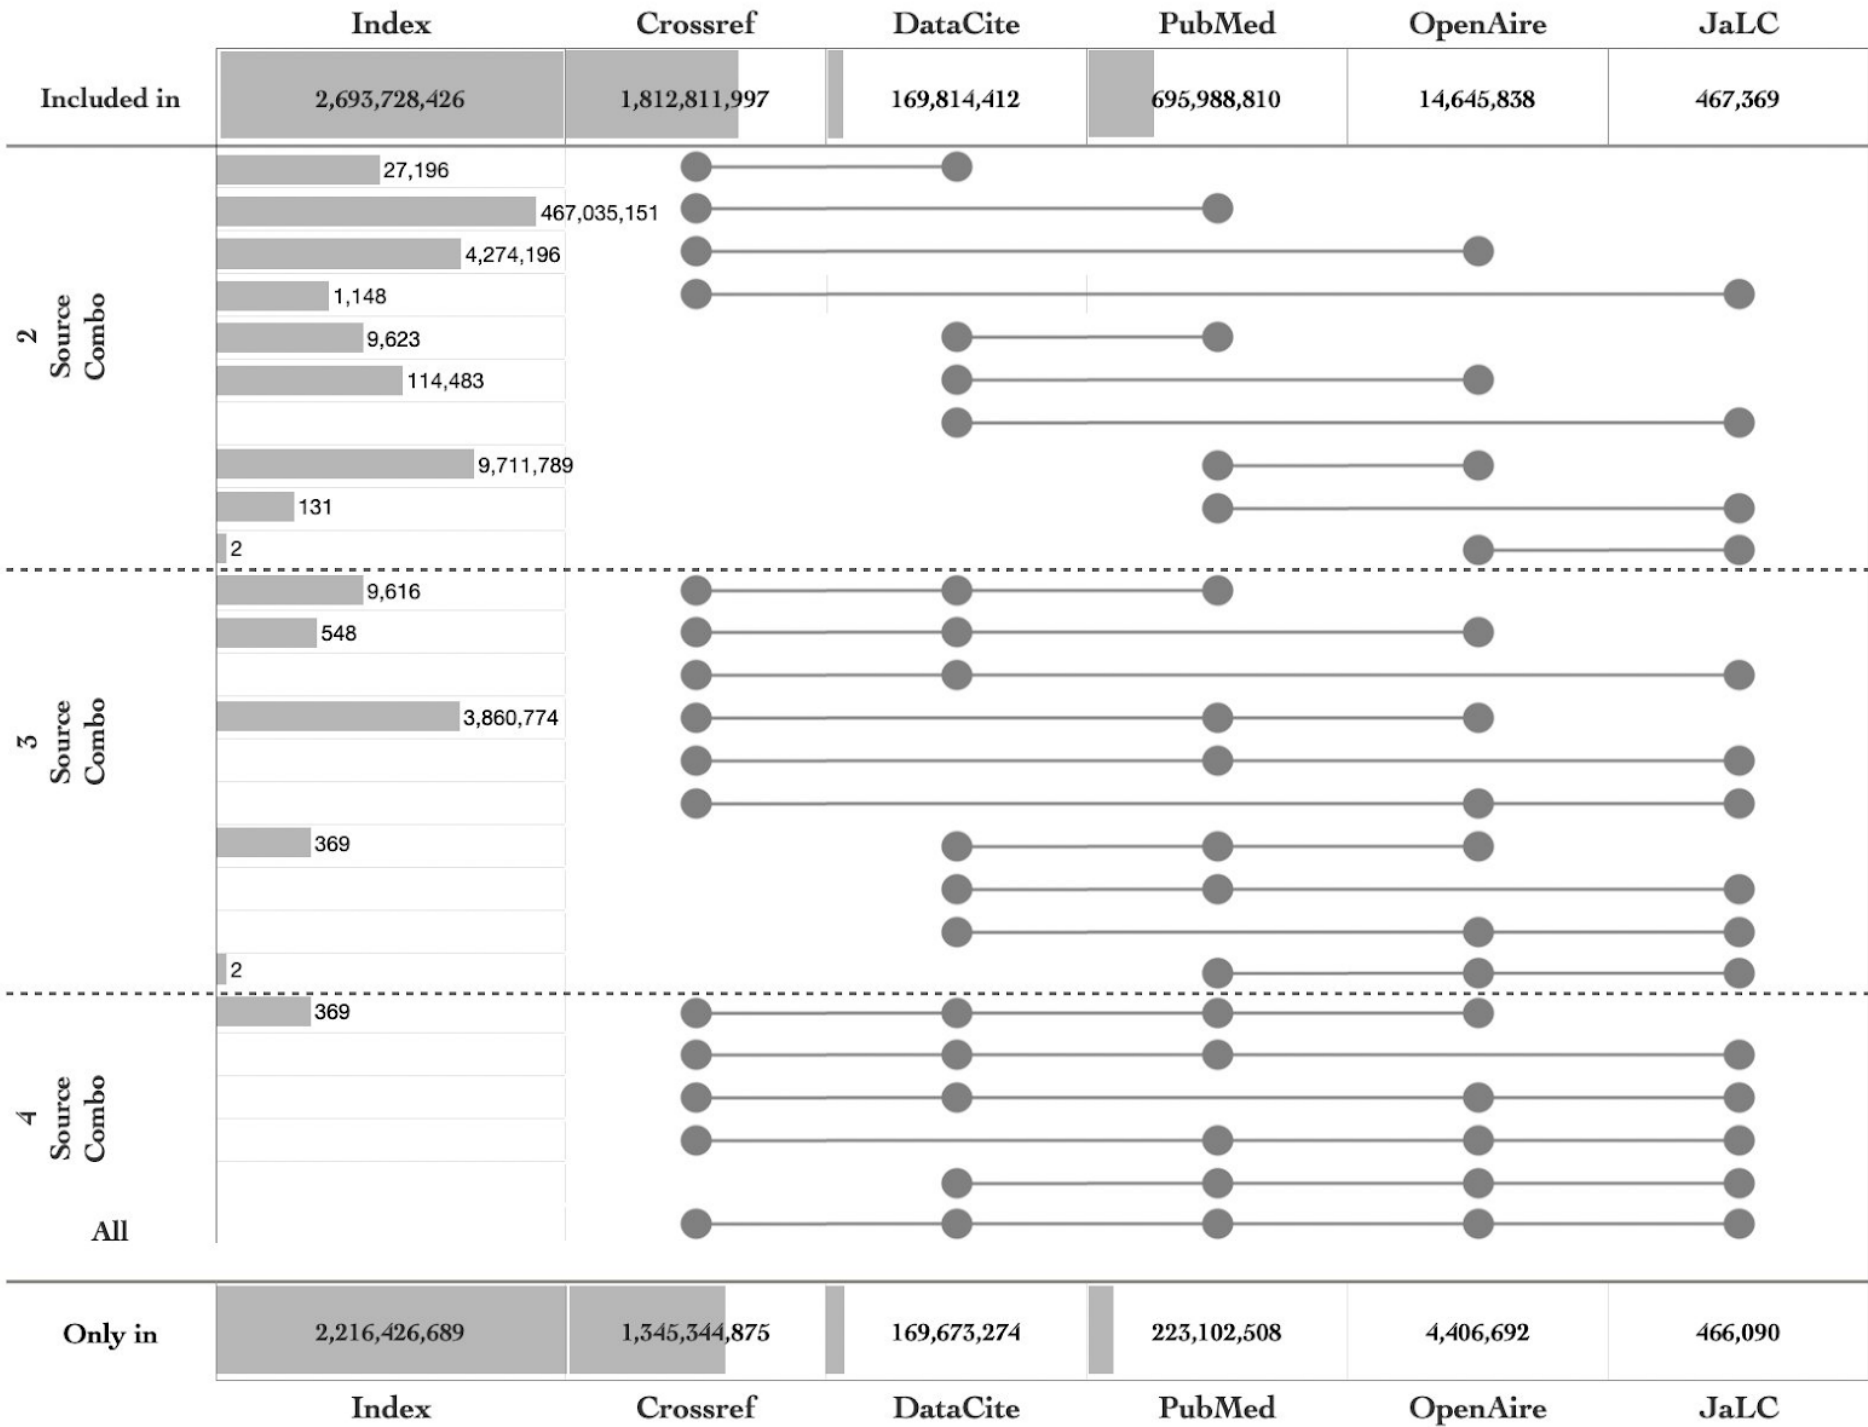 Index Crossref DataCite PubMed OpenAire JaLC
Included in 2,693,728,426 1,812,811,997 169,814,412 695,988,810 14,645,838 467,369
2
Source
Combo
27,196
467,035,151
4,274,196
1,148
9,623
114,483
9,711,789
131
2
3
Source
Combo
9,616
548
3,860,774
369
2
4
Source
Combo
369
All
Only in 2,216,426,689 1,345,344,875 169,673,274 223,102,508 4,406,692 466,090
Index Crossref DataCite PubMed OpenAire JaLC